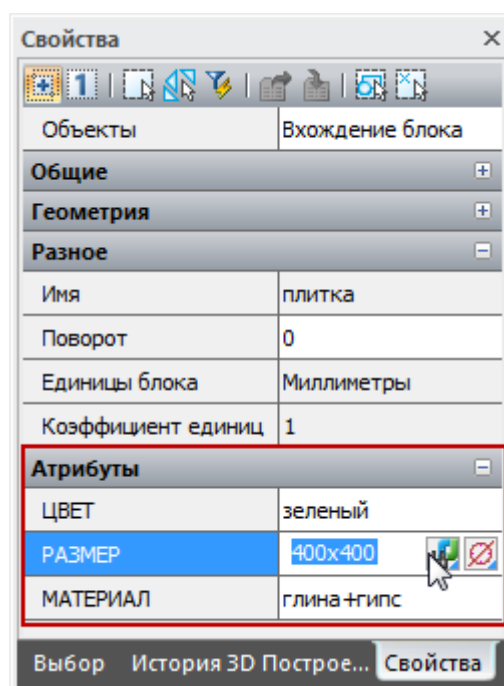 Свойства
1
Объекты Вхождение блока
Общие
Геометрия
Разное
Имя плитка
Поворот 0
Единицы блока Миллиметры
Коэффициент единиц 1
Атрибуты
ЦВЕТ зеленый
РАЗМЕР 400x400
МАТЕРИАЛ глина+гипс
Выбор История 3D Построе... Свойства